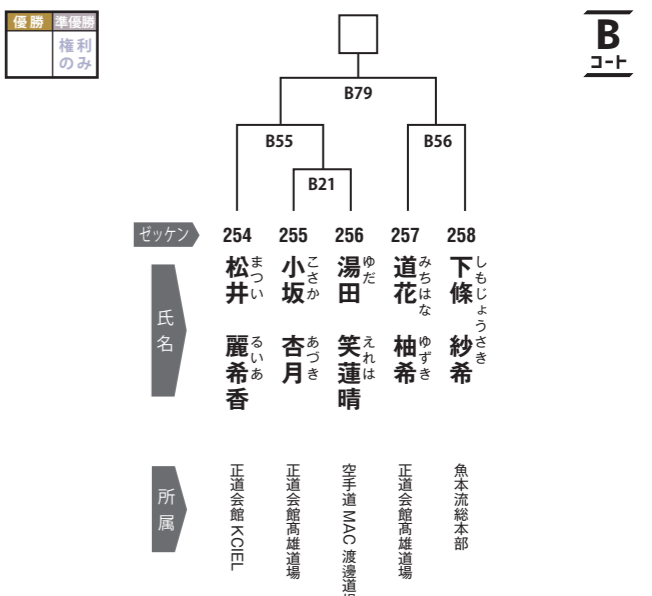 優勝 準優勝
権利のみ
B
コート
B79
B55
B56
B21
ゼッケン
254
255
256
257
258
氏名
松井 麗希香
まつい るいあ
小坂 杏月
こさか あづき
湯田 笑蓮晴
ゆだ えれは
道花 柚希
みちはな ゆずき
下條 紗希
しもじょうさき
所属
正道会館 KCIEL
正道会館髙雄道場
空手道 MAC 渡邊道場
正道会館髙雄道場
魚本流総本部